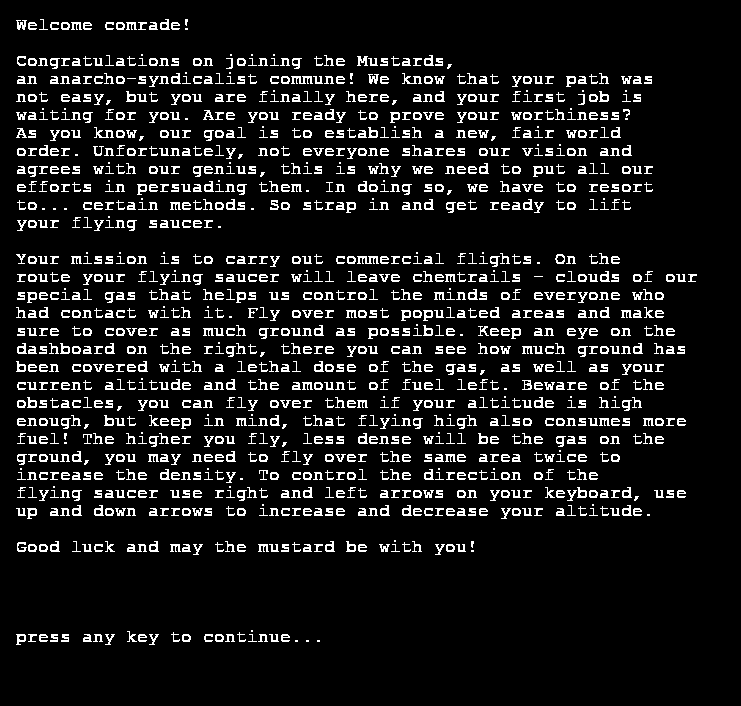 Welcome comrade!
Congratulations on joining the Mustards,
an anarcho-syndicalist commune! We know that your path was
not easy, but you are finally here, and your first job is
waiting for you. Are you ready to prove your worthiness?
As you know, our goal is to establish a new, fair world
order. Unfortunately, not everyone shares our vision and
agrees with our genius, this is why we need to put all our
efforts in persuading them. In doing so, we have to resort
to... certain methods. So strap in and get ready to lift
your flying saucer.
Your mission is to carry out commercial flights. On the
route your flying saucer will leave chemtrails - clouds of our
special gas that helps us control the minds of everyone who
had contact with it. Fly over most populated areas and make
sure to cover as much ground as possible. Keep an eye on the
dashboard on the right, there you can see how much ground has
been covered with a lethal dose of the gas, as well as your
current altitude and the amount of fuel left. Beware of the
obstacles, you can fly over them if your altitude is high
enough, but keep in mind, that flying high also consumes more
fuel! The higher you fly, less dense will be the gas on the
ground, you may need to fly over the same area twice to
increase the density. To control the direction of the
flying saucer use right and left arrows on your keyboard, use
up and down arrows to increase and decrease your altitude.
Good luck and may the mustard be with you!
press any key to continue...